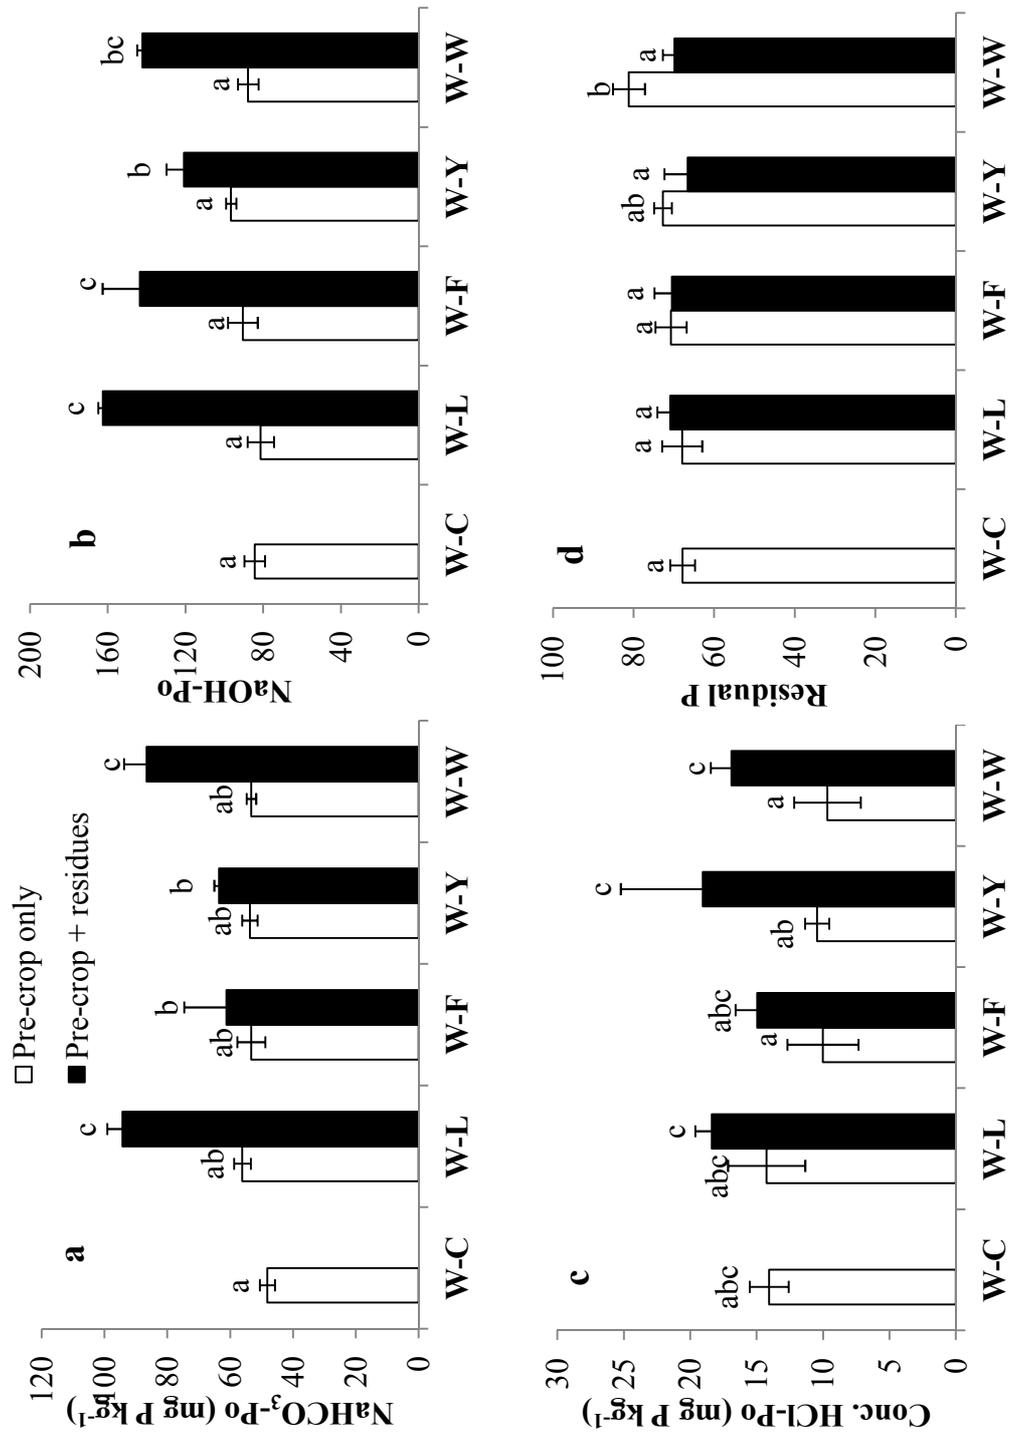 □ Pre-crop only
■ Pre-crop + residues
a
NaHCO₃-Po (mg P kg⁻¹)
120
100
80
60
40
20
0
a
ab
c
ab
b
ab
b
ab
c
W-C W-L W-F W-Y W-W
b
NaOH-Po
200
160
120
80
40
0
a
a
c
a
c
a
b
a
bc
W-C W-L W-F W-Y W-W
c
Conc. HCl-Po (mg P kg⁻¹)
30
25
20
15
10
5
0
abc
abc
c
a
abc
ab
c
a
c
W-C W-L W-F W-Y W-W
d
Residual P
100
80
60
40
20
0
a
a
a
a
a
ab
a
b
a
W-C W-L W-F W-Y W-W